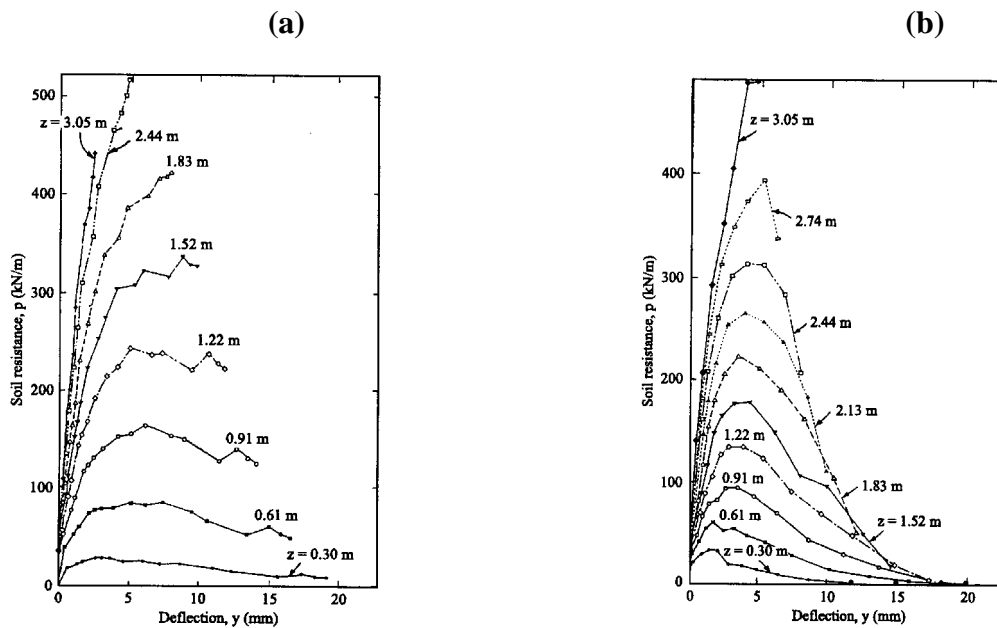 (a)
500
z = 3.05 m
2.44 m
1.83 m
400
1.52 m
300
1.22 m
200
0.91 m
100
0.61 m
z = 0.30 m
0
0 5 10 15 20
Soil resistance, p (kN/m)
Deflection, y (mm)
(b)
z = 3.05 m
400
2.74 m
300
2.44 m
200
2.13 m
1.22 m
1.83 m
100
0.91 m
z = 1.52 m
0.61 m
z = 0.30 m
0
0 5 10 15 20
Soil resistance, p (kN/m)
Deflection, y (mm)